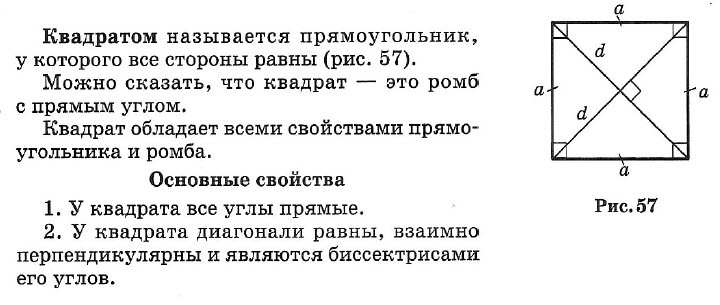 Квадратом называется прямоугольник,
у которого все стороны равны (рис. 57).
Можно сказать, что квадрат — это ромб
с прямым углом.
Квадрат обладает всеми свойствами прямо-
угольника и ромба.
Основные свойства
1. У квадрата все углы прямые.
2. У квадрата диагонали равны, взаимно
перпендикулярны и являются биссектрисами
его углов.
a
d
a
a
d
a
Рис. 57